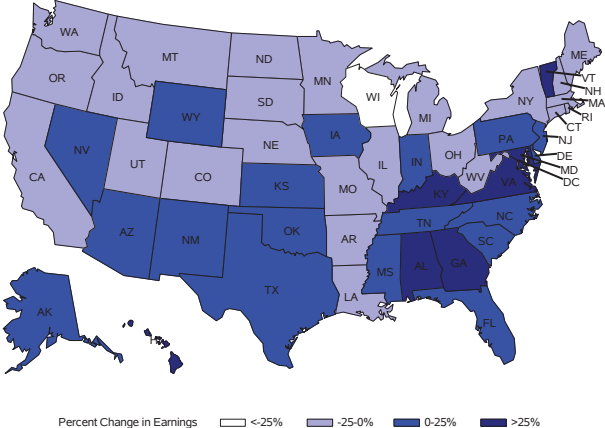 WA
MT
ND
MN
ME
VT
NH
MA
RI
CT
OR
ID
SD
WI
MI
NY
WY
IA
PA
NJ
NV
NE
IL
IN
OH
DE
MD
DC
CA
UT
CO
KS
MO
WV
VA
KY
AZ
NM
OK
AR
TN
NC
SC
MS
AL
GA
TX
LA
FL
AK
Percent Change in Earnings <-25% -25-0% 0-25% >25%